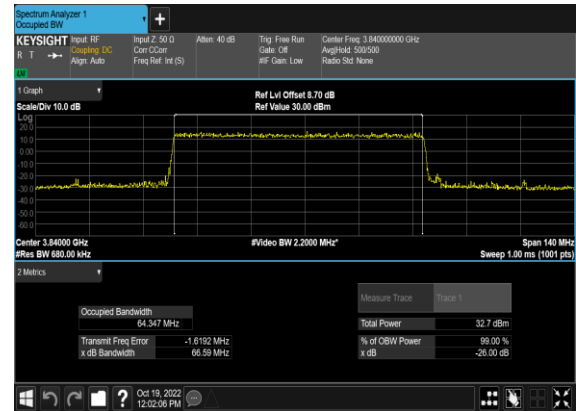 Spectrum Analyzer 1
Occupied BW
KEYSIGHT Input: RF Input Z: 50 Ω Atten: 40 dB Trig: Free Run Center Freq: 3.840000000 GHz
R T Coupling: DC Corr CCorr Gate: Off Avg|Hold: 500/500
Align: Auto Freq Ref: Int (S) #IF Gain: Low Radio Std: None
1 Graph
Ref Lvl Offset 8.70 dB
Scale/Div 10.0 dB Ref Value 30.00 dBm
Log
20.0
10.0
0.00
-10.0
-20.0
-30.0
-40.0
-50.0
-60.0
Center 3.84000 GHz #Video BW 2.2000 MHz* Span 140 MHz
#Res BW 680.00 kHz Sweep 1.00 ms (1001 pts)
2 Metrics
Measure Trace Trace 1
Occupied Bandwidth
64.347 MHz Total Power 32.7 dBm
Transmit Freq Error -1.6192 MHz % of OBW Power 99.00 %
x dB Bandwidth 66.59 MHz x dB -26.00 dB
? Oct 19, 2022
12:02:06 PM